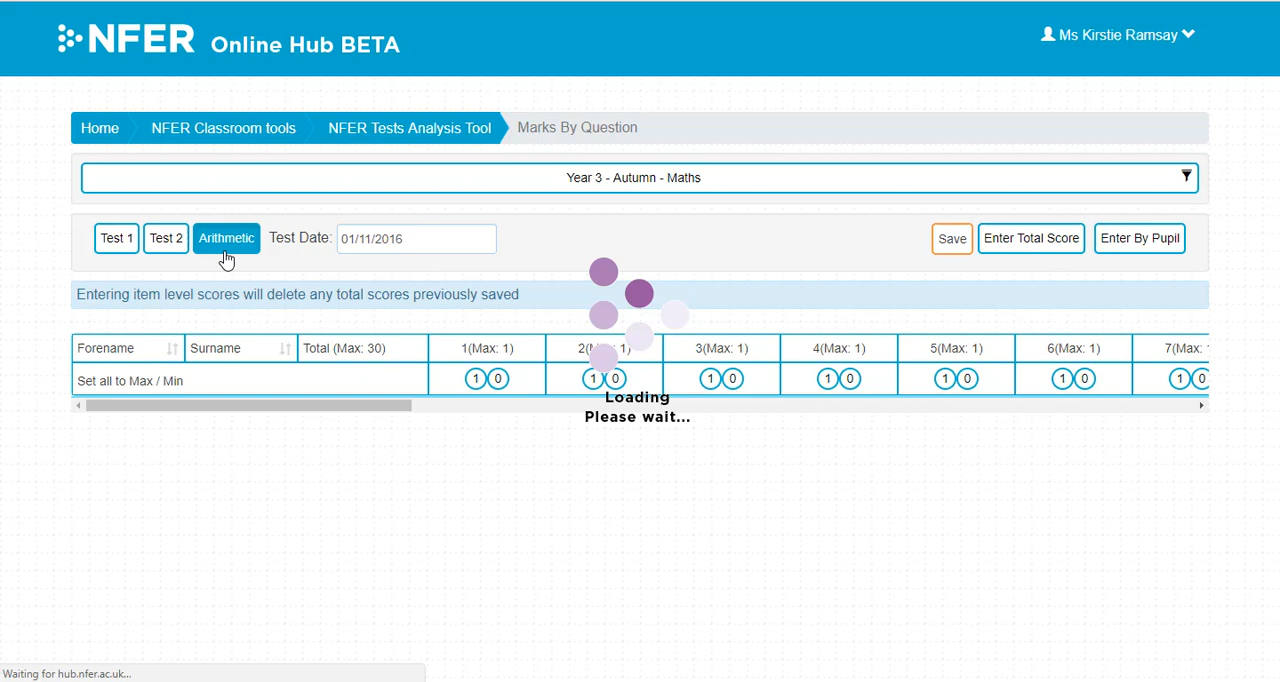 NFER Online Hub BETA
Ms Kirstie Ramsay
Home NFER Classroom tools NFER Tests Analysis Tool Marks By Question
Year 3 - Autumn - Maths
Test 1 Test 2 Arithmetic Test Date: 01/11/2016 Save Enter Total Score Enter By Pupil
Entering item level scores will delete any total scores previously saved
Forename Surname Total (Max: 30) 1(Max: 1) 3(Max: 1) 4(Max: 1) 5(Max: 1) 6(Max: 1) 7(Max:
Set all to Max / Min 1 0 1 0 1 0 1 0 1 0 1 0 1 0
Loading
Please wait...
Waiting for hub.nfer.ac.uk...